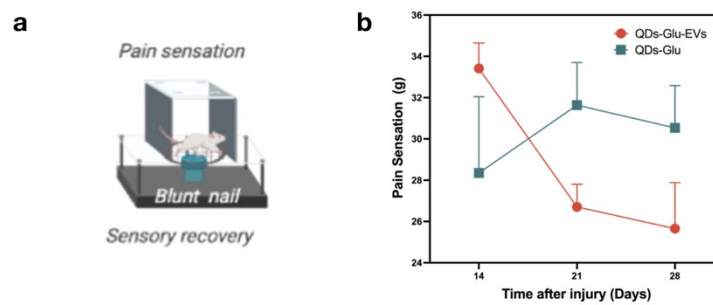 a
Pain sensation
Blunt nail
Sensory recovery
b
QDs-Glu-EVs
QDs-Glu
Pain Sensation (g)
36
34
32
30
28
26
24
14
21
28
Time after injury (Days)